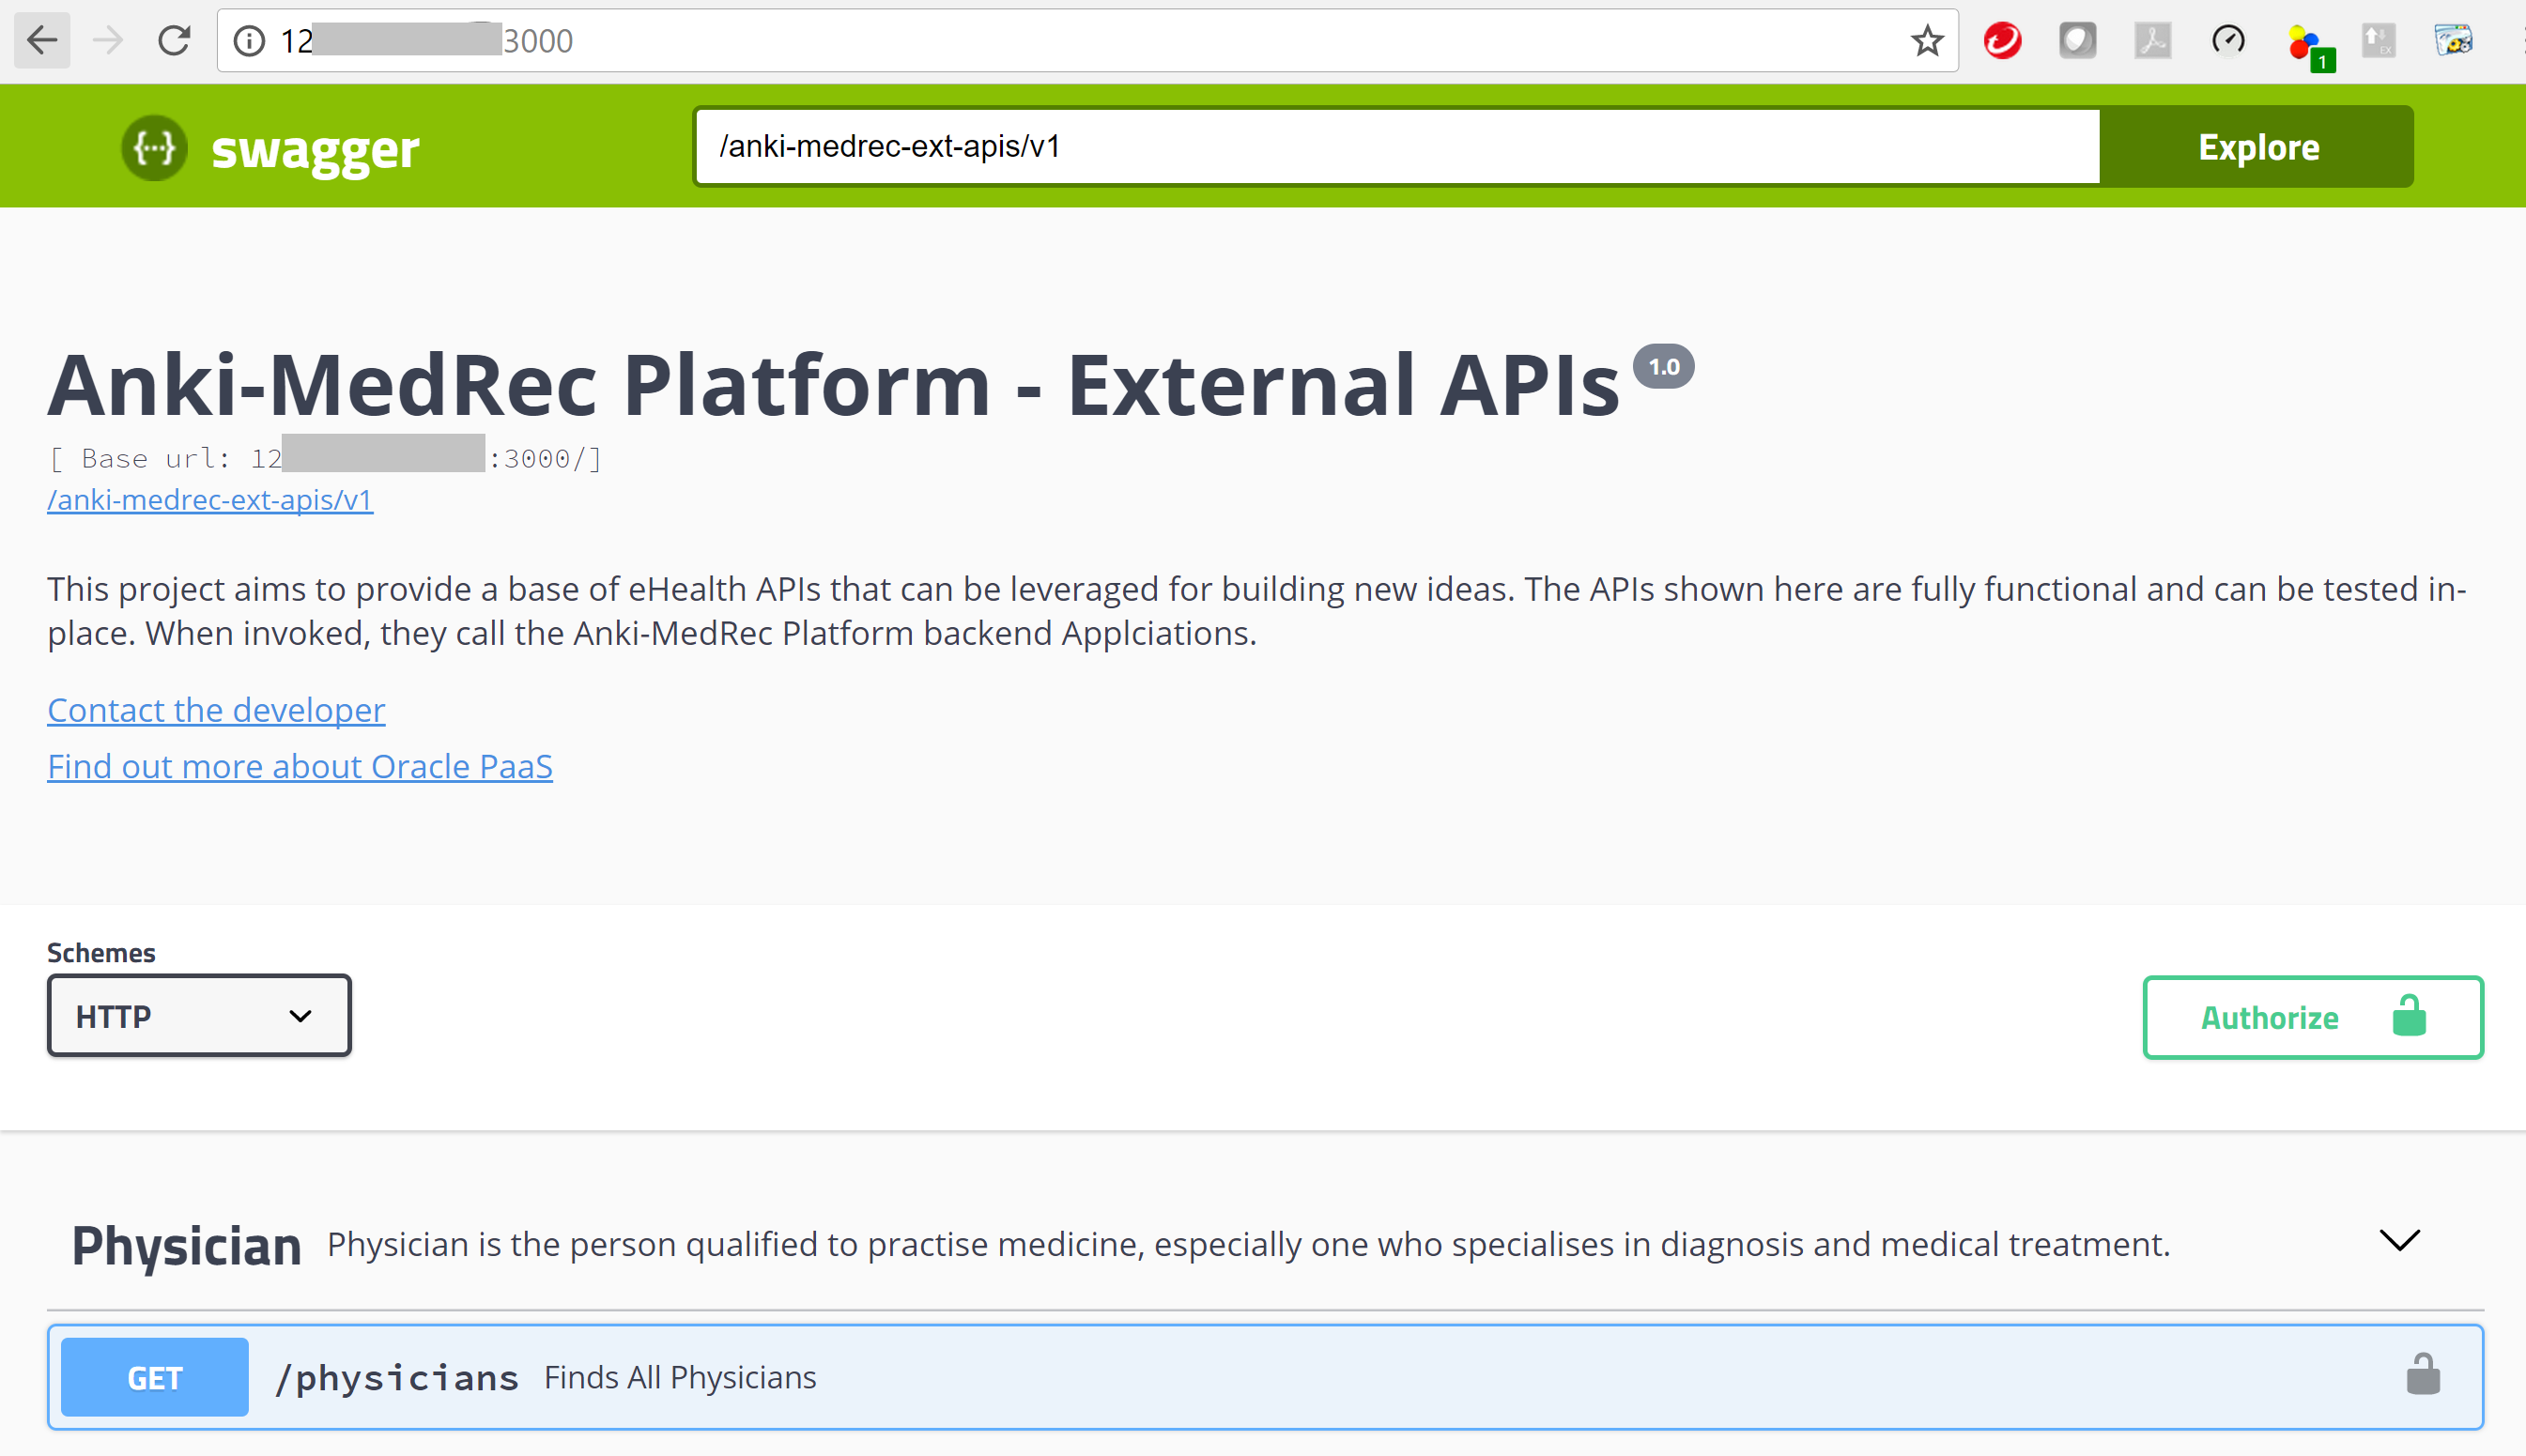 12 3000
1
EX
{···} swagger
/anki-medrec-ext-apis/v1
Explore
Anki-MedRec Platform - External APIs 1.0
[ Base url: 12 :3000/]
/anki-medrec-ext-apis/v1
This project aims to provide a base of eHealth APIs that can be leveraged for building new ideas. The APIs shown here are fully functional and can be tested in-
place. When invoked, they call the Anki-MedRec Platform backend Applciations.
Contact the developer
Find out more about Oracle PaaS
Schemes
HTTP
Authorize
Physician Physician is the person qualified to practise medicine, especially one who specialises in diagnosis and medical treatment.
GET /physicians Finds All Physicians